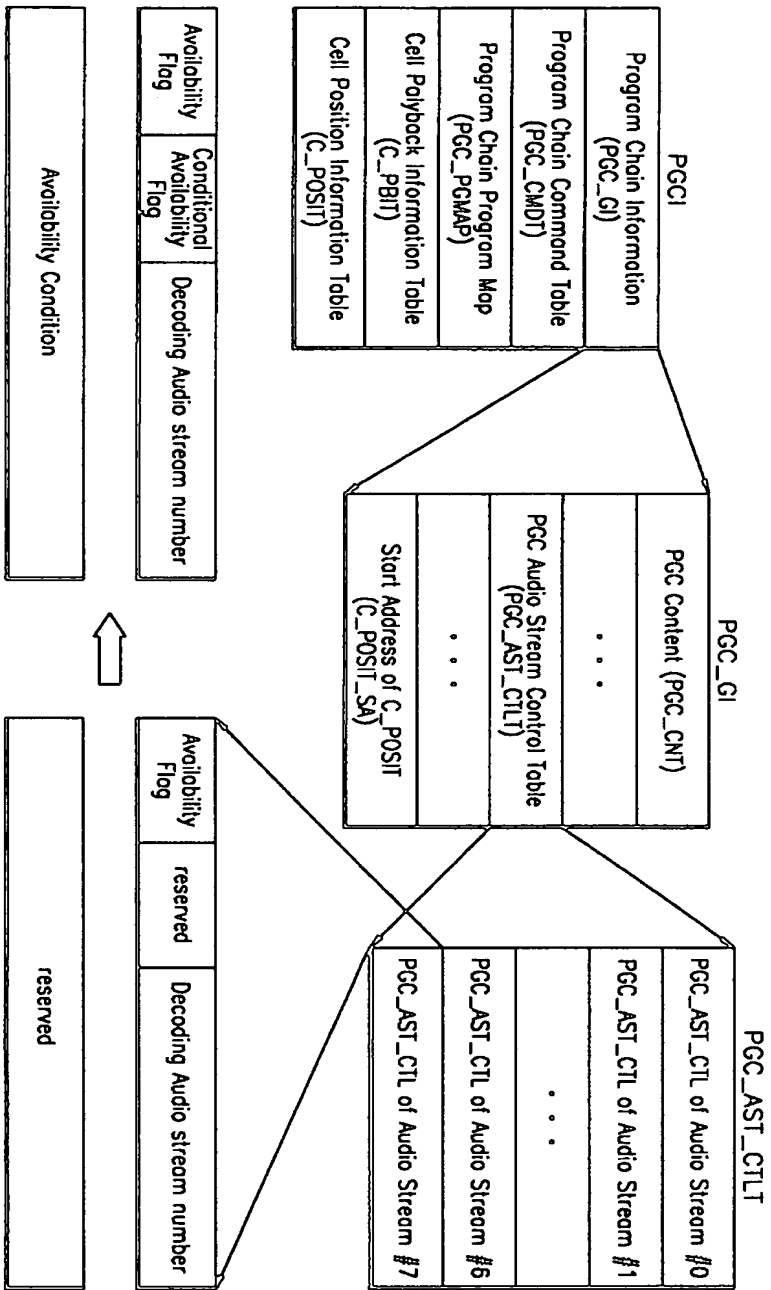 PGCI
Program Chain Information
(PGC_GI)
Program Chain Command Table
(PGC_CMDT)
Program Chain Program Map
(PGC_PGMAP)
Cell Polyback Information Table
(C_PBIT)
Cell Position Information Table
(C_POSIT)
PGC_GI
PGC Content (PGC_CNT)
. . .
PGC Audio Stream Control Table
(PGC_AST_CTLT)
. . .
Start Address of C_POSIT
(C_POSIT_SA)
PGC_AST_CTLT
PGC_AST_CTL of Audio Stream #0
PGC_AST_CTL of Audio Stream #1
. . .
PGC_AST_CTL of Audio Stream #6
PGC_AST_CTL of Audio Stream #7
Availability
Flag
Conditional
Availability
Flag
Decoding Audio stream number
Availability Condition
Availability
Flag
reserved
Decoding Audio stream number
reserved